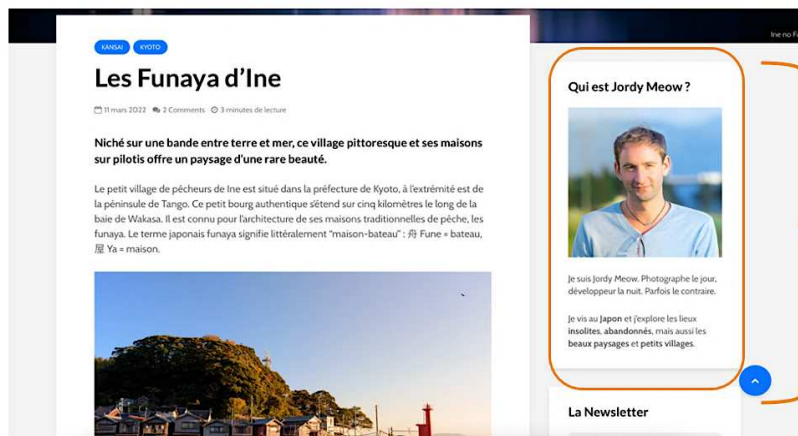 Ine no F
KANSAI KYOTO
Les Funaya d'Ine
11 mars 2022 2 Comments 3 minutes de lecture
Niché sur une bande entre terre et mer, ce village pittoresque et ses maisons
sur pilotis offre un paysage d'une rare beauté.
Le petit village de pêcheurs de Ine est situé dans la préfecture de Kyoto, à l'extrémité est de
la péninsule de Tango. Ce petit bourg authentique s'étend sur cinq kilomètres le long de la
baie de Wakasa. Il est connu pour l'architecture de ses maisons traditionnelles de pêche, les
funaya. Le terme japonais funaya signifie littéralement "maison-bateau" : 舟 Fune = bateau,
屋 Ya = maison.
Qui est Jordy Meow ?
Je suis Jordy Meow. Photographe le jour,
développeur la nuit. Parfois le contraire.
Je vis au Japon et j'explore les lieux
insolites, abandonnés, mais aussi les
beaux paysages et petits villages.
La Newsletter